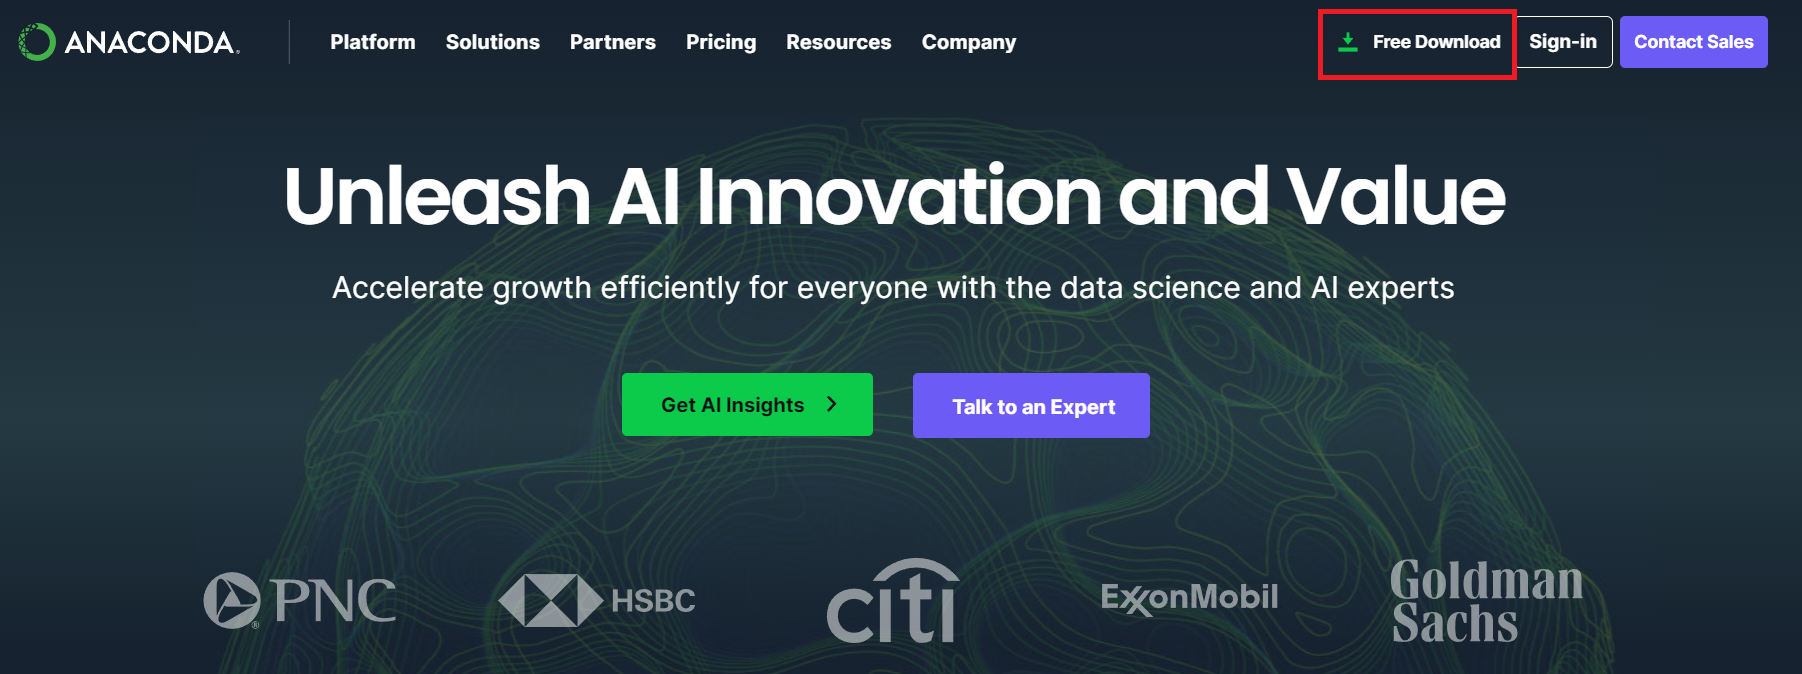 ANACONDA.
Platform Solutions Partners Pricing Resources Company
Free Download Sign-in Contact Sales
Unleash AI Innovation and Value
Accelerate growth efficiently for everyone with the data science and AI experts
Get AI Insights
Talk to an Expert
PNC®
HSBC
citi
ExxonMobil
Goldman
Sachs